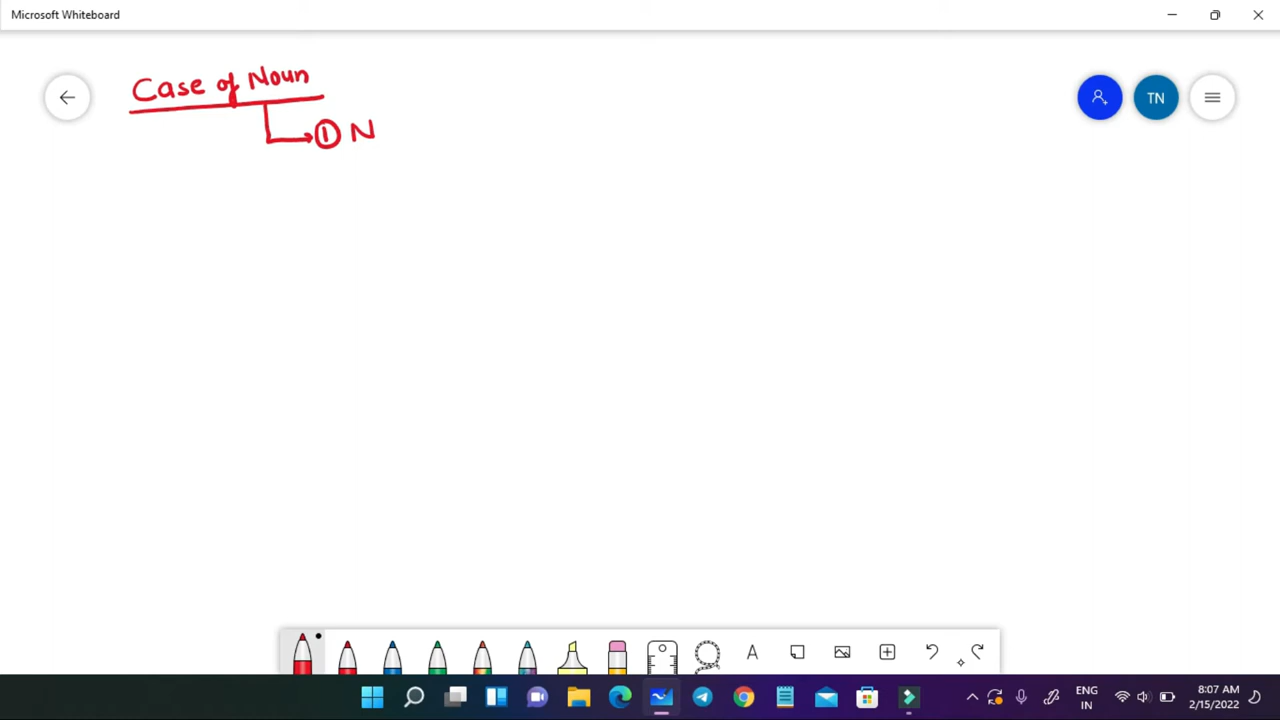 Microsoft Whiteboard
Case of Noun
① N
TN
A
ENG
IN
8:07 AM
2/15/2022